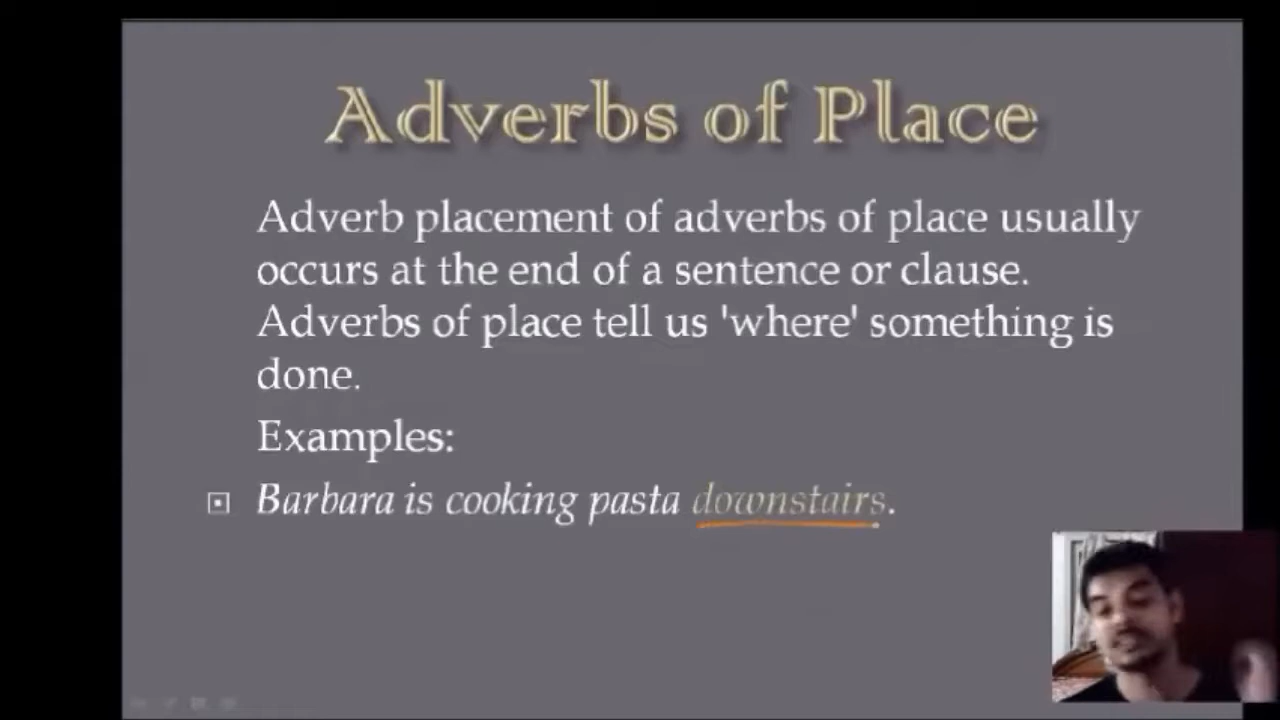 Adverbs of Place
Adverb placement of adverbs of place usually
occurs at the end of a sentence or clause.
Adverbs of place tell us 'where' something is
done.
Examples:
Barbara is cooking pasta downstairs.